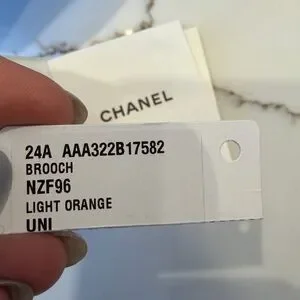 CHANEL
24A AAA322B17582
BROOCH
NZF96
LIGHT ORANGE
UNI